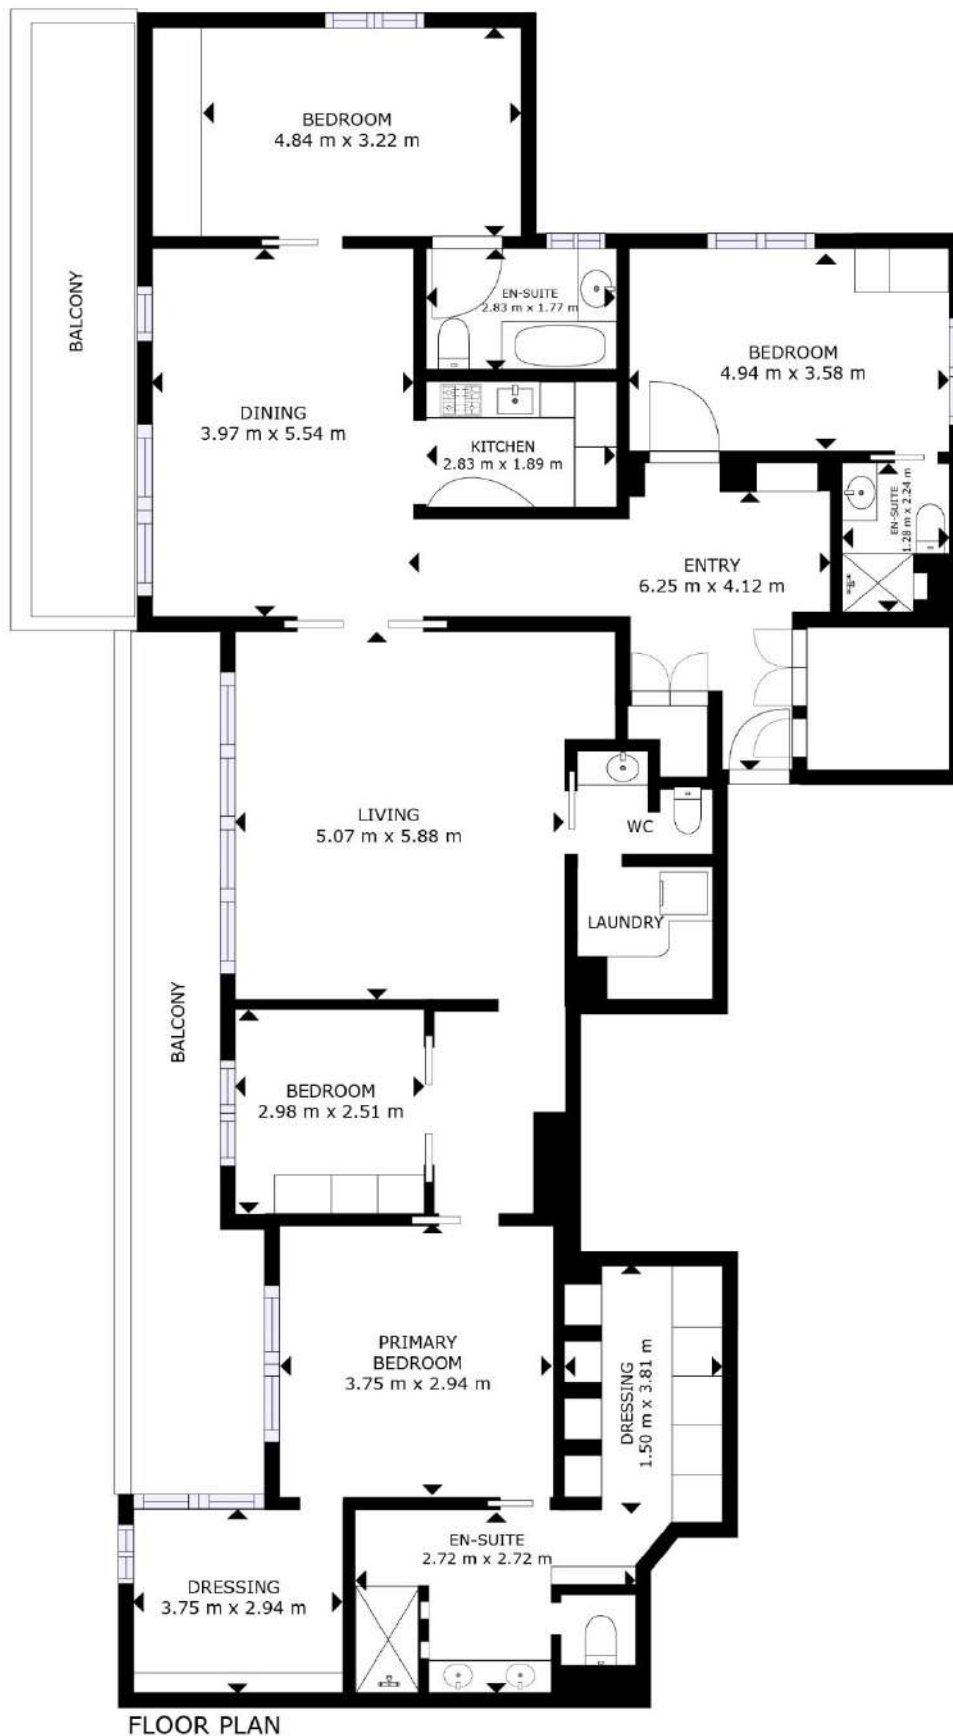 BEDROOM
4.84 m x 3.22 m
BALCONY
EN-SUITE
2.83 m x 1.77 m
BEDROOM
4.94 m x 3.58 m
DINING
3.97 m x 5.54 m
KITCHEN
2.83 m x 1.89 m
EN-SUITE
1.28 m x 2.24 m
ENTRY
6.25 m x 4.12 m
LIVING
5.07 m x 5.88 m
WC
LAUNDRY
BALCONY
BEDROOM
2.98 m x 2.51 m
PRIMARY
BEDROOM
3.75 m x 2.94 m
DRESSING
1.50 m x 3.81 m
EN-SUITE
2.72 m x 2.72 m
DRESSING
3.75 m x 2.94 m
FLOOR PLAN